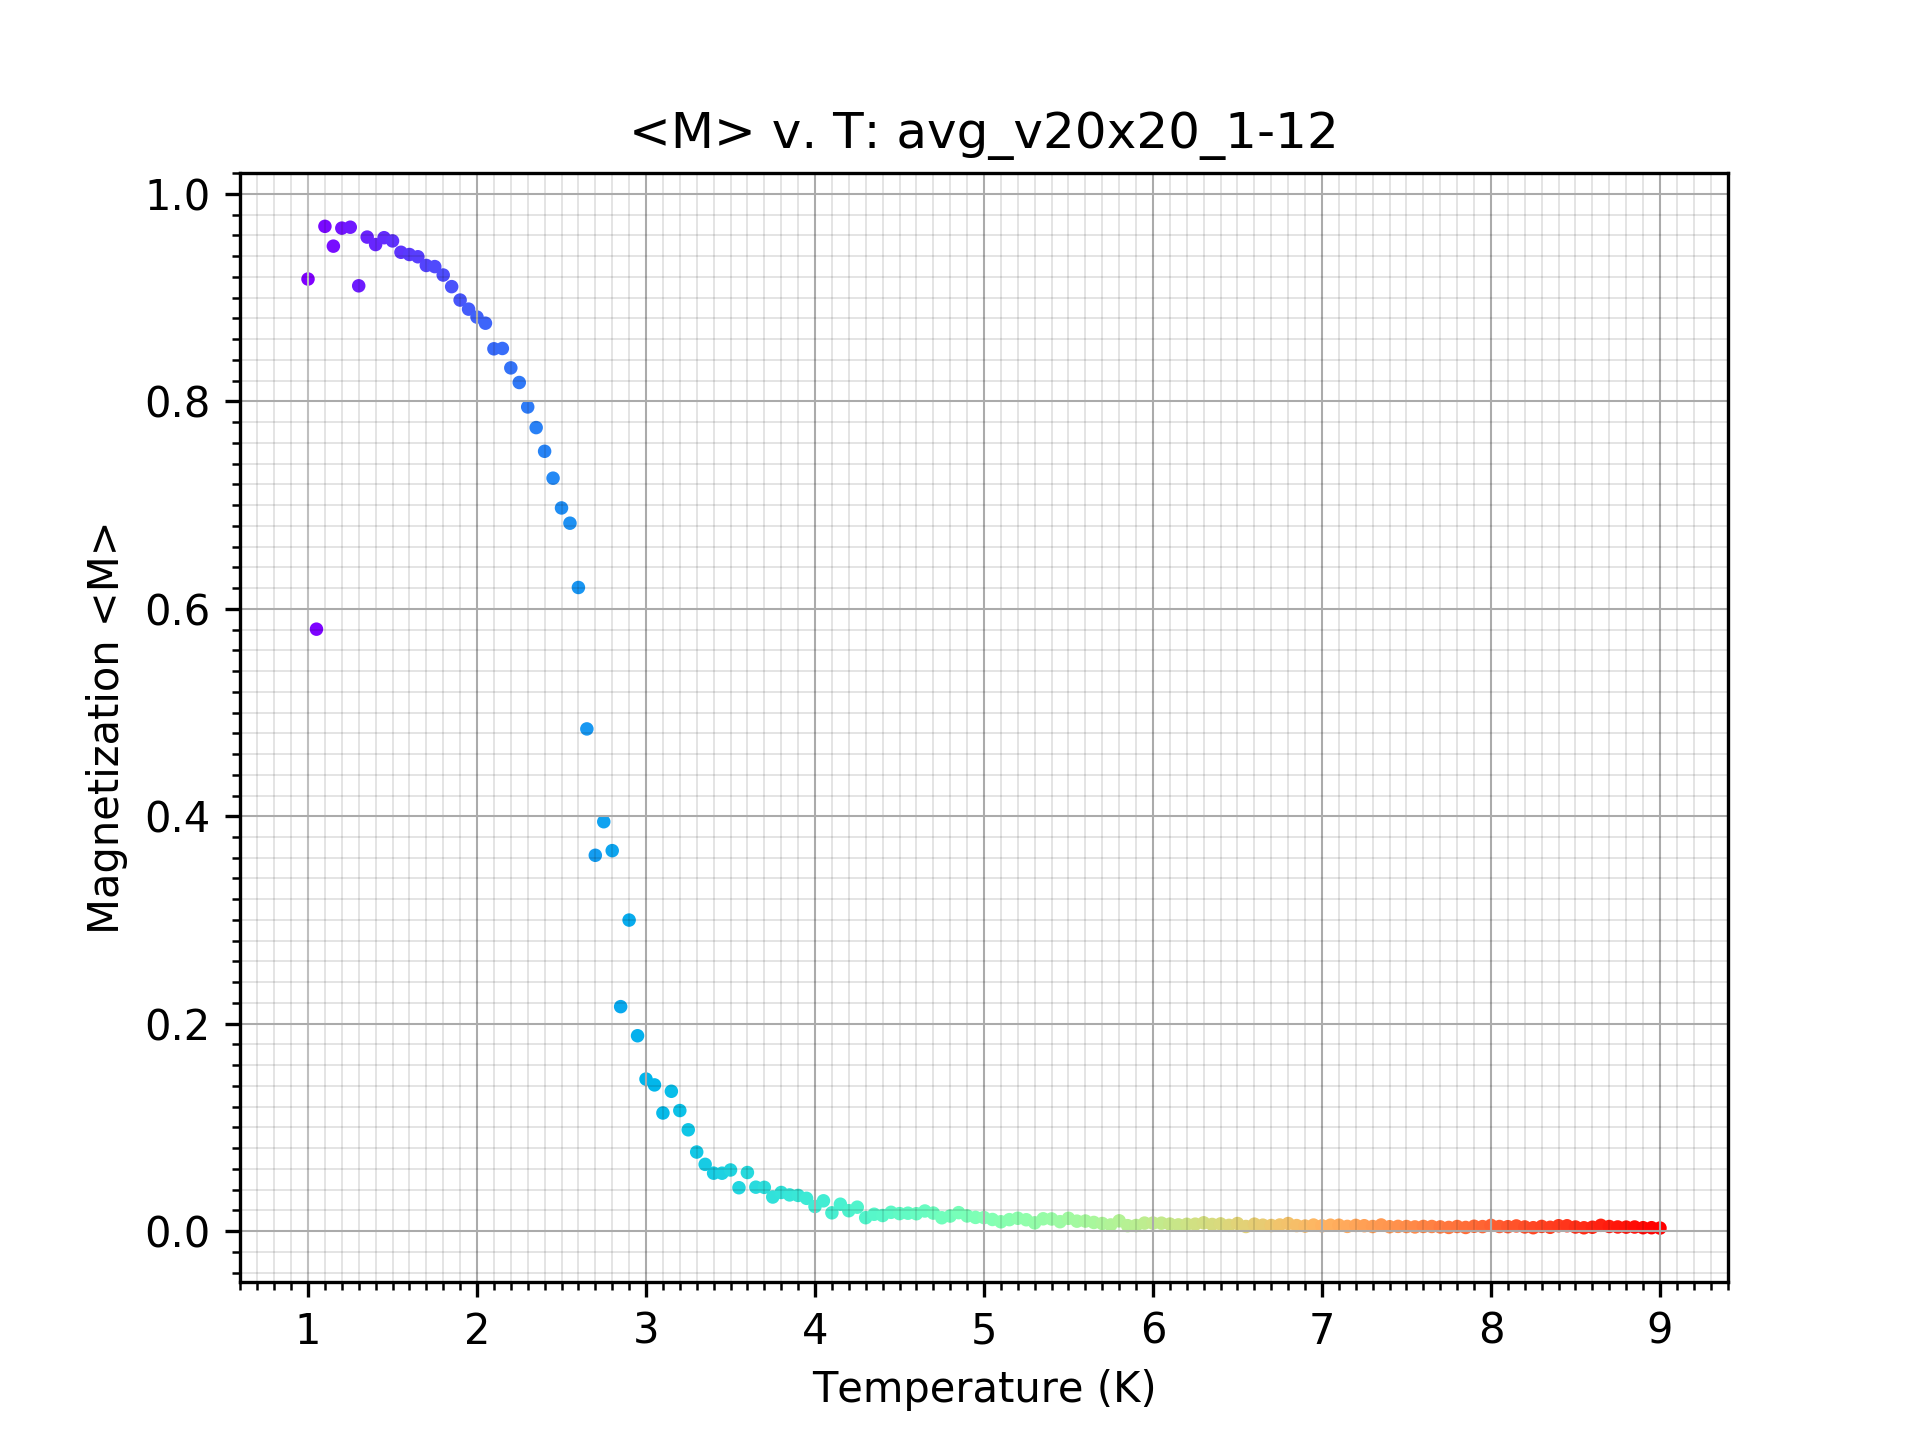 <M> v. T: avg_v20x20_1-12
1.0
0.8
0.6
0.4
0.2
0.0
Magnetization <M>
1 2 3 4 5 6 7 8 9
Temperature (K)